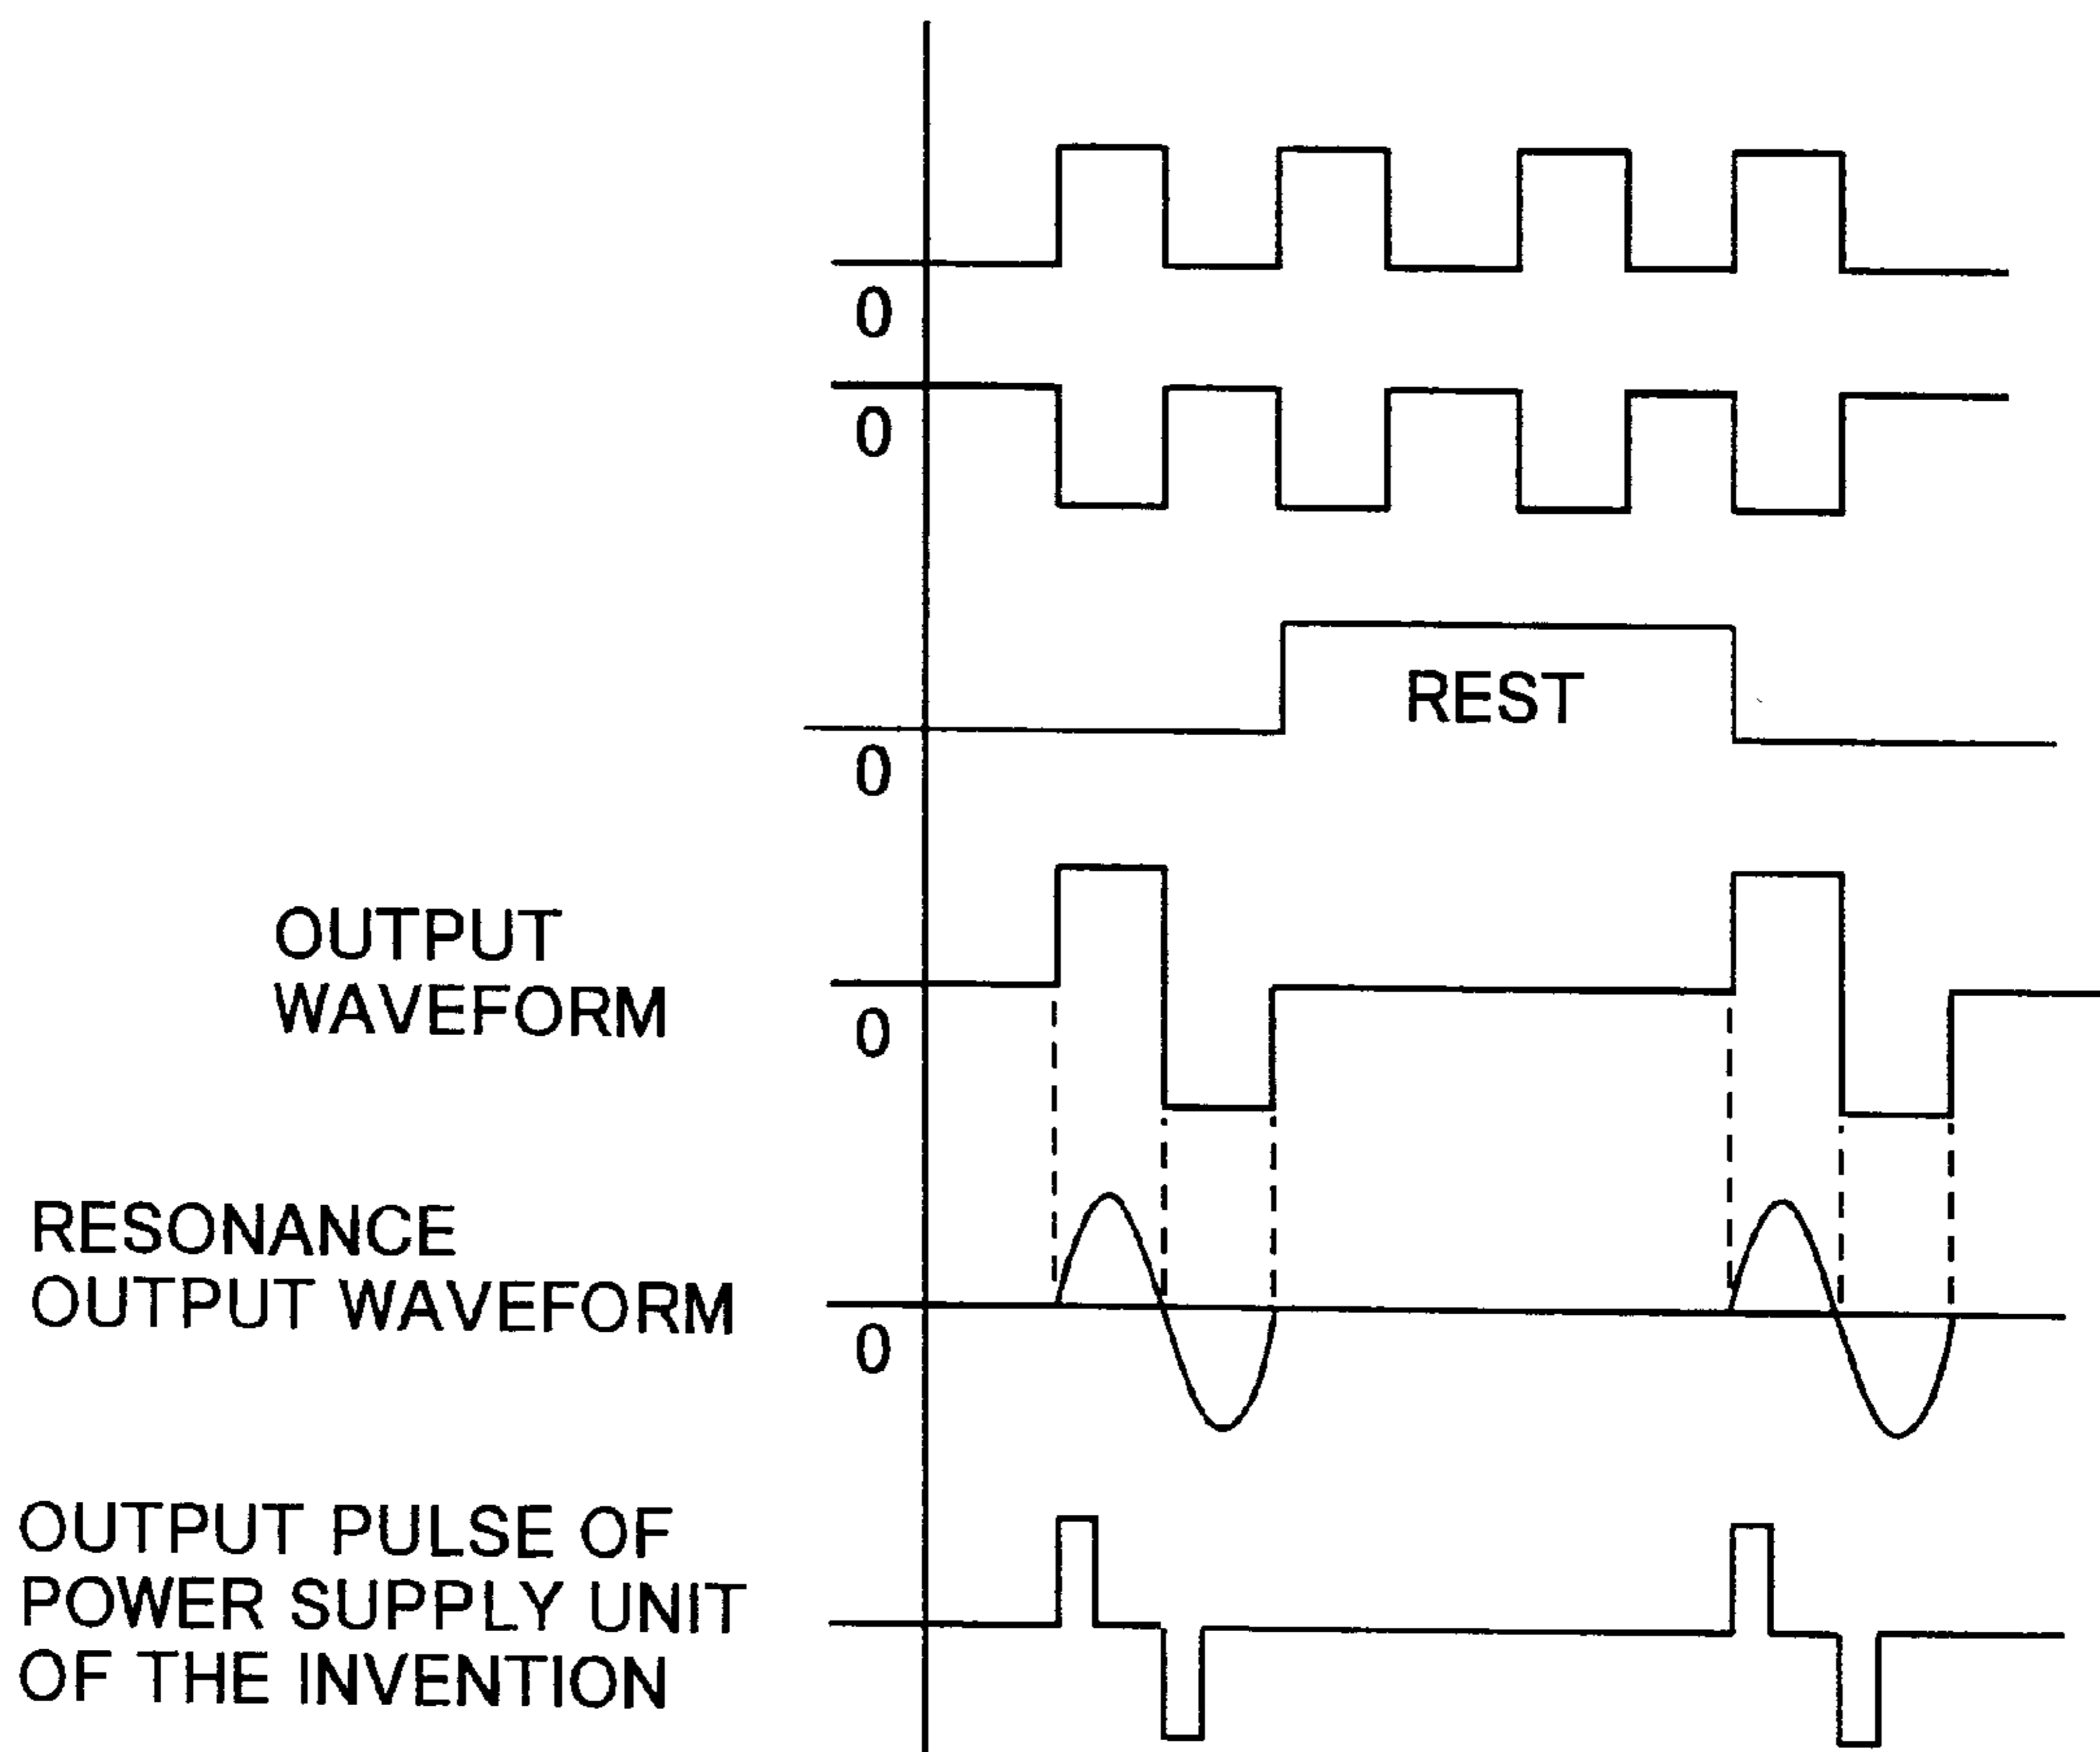 0
0
REST
0
OUTPUT
WAVEFORM
0
RESONANCE
OUTPUT WAVEFORM
0
OUTPUT PULSE OF
POWER SUPPLY UNIT
OF THE INVENTION